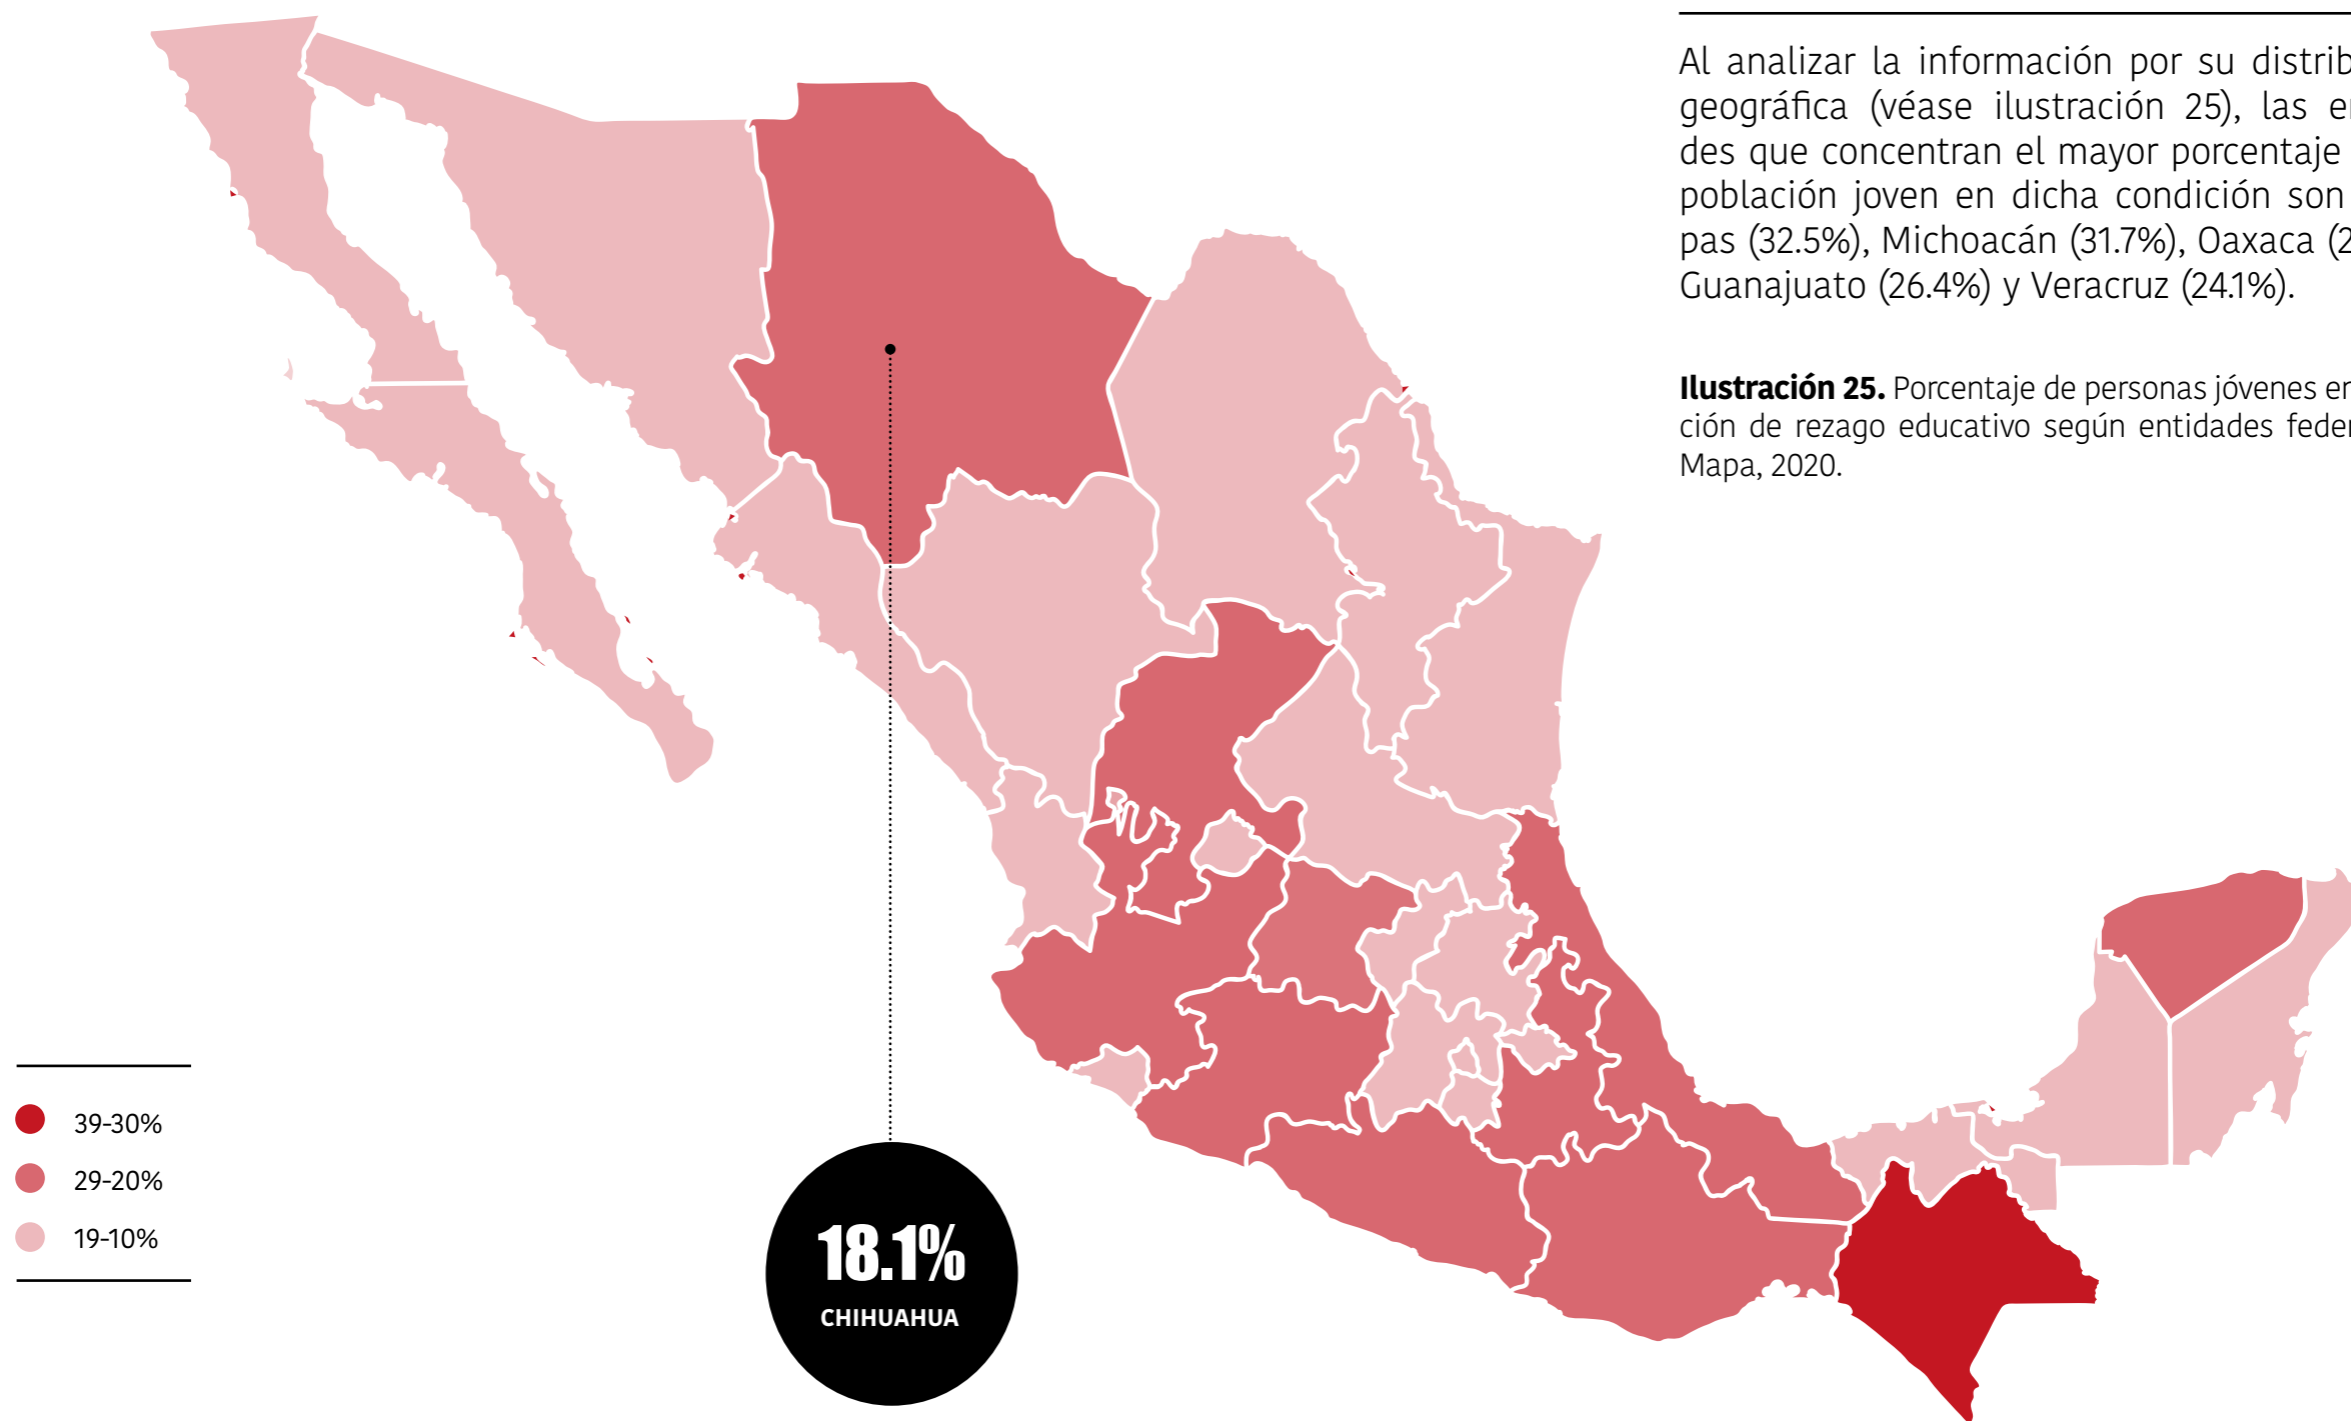 Al analizar la información por su distrib
geográfica (véase ilustración 25), las en
des que concentran el mayor porcentaje
población joven en dicha condición son
pas (32.5%), Michoacán (31.7%), Oaxaca (2
Guanajuato (26.4%) y Veracruz (24.1%).
Ilustración 25. Porcentaje de personas jóvenes en
ción de rezago educativo según entidades feder
Mapa, 2020.
39-30%
29-20%
19-10%
18.1%
CHIHUAHUA